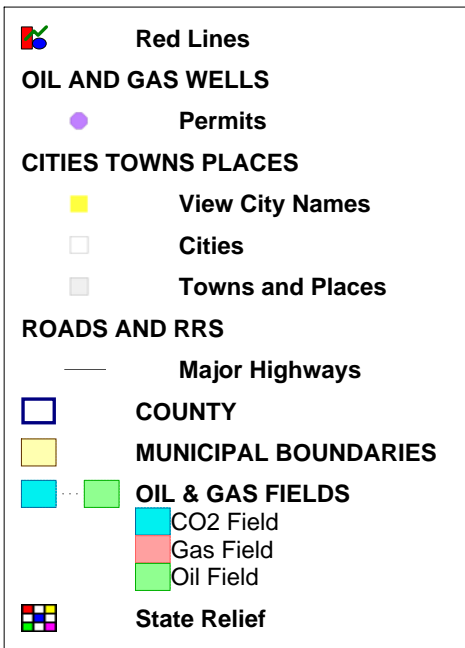 Red Lines
OIL AND GAS WELLS
Permits
CITIES TOWNS PLACES
View City Names
Cities
Towns and Places
ROADS AND RRS
Major Highways
COUNTY
MUNICIPAL BOUNDARIES
OIL & GAS FIELDS
CO2 Field
Gas Field
Oil Field
State Relief